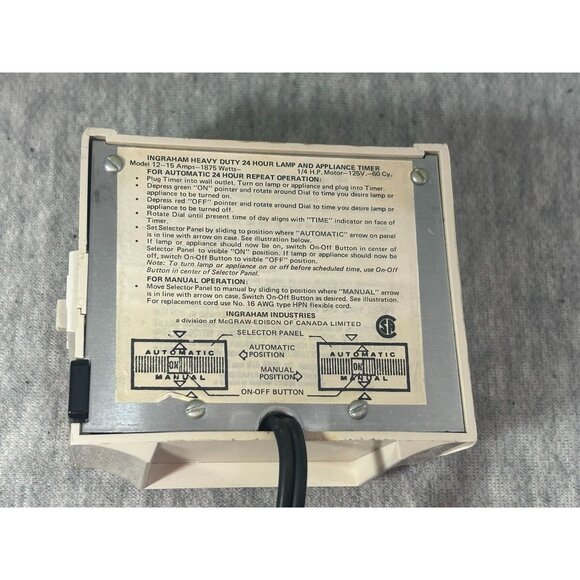 INGRAHAM HEAVY DUTY 24 HOUR LAMP AND APPLIANCE TIMER
Model 12—15 Amps—1875 Watts— 1/4 H.P. Motor—125V.—60 Cy.
FOR AUTOMATIC 24 HOUR REPEAT OPERATION:
• Plug Timer into wall outlet. Turn on lamp or appliance and plug into Timer.
• Depress green "ON" pointer and rotate around Dial to time you desire lamp or
appliance to be turned on.
• Depress red "OFF" pointer and rotate around Dial to time you desire lamp or
appliance to be turned off.
• Rotate Dial until present time of day aligns with "TIME" indicator on face of
Timer.
• Set Selector Panel by sliding to position where "AUTOMATIC" arrow on panel
is in line with arrow on case. See illustration below.
• If lamp or appliance should now be on, switch On-Off Button in center of
Selector Panel to visible "ON" position. If lamp or appliance should now be
off, switch On-Off Button to visible "OFF" position.
Note: To turn lamp or appliance on or off before scheduled time, use On-Off
Button in center of Selector Panel.
FOR MANUAL OPERATION:
• Move Selector Panel to manual by sliding to position where "MANUAL" arrow
is in line with arrow on case. Switch On-Off Button as desired. See illustration.
For replacement cord use No. 16 AWG type HPN flexible cord.
INGRAHAM INDUSTRIES
a division of McGRAW-EDISON OF CANADA LIMITED
SELECTOR PANEL
AUTOMATIC
ON
MANUAL
AUTOMATIC
POSITION
MANUAL
POSITION
AUTOMATIC
ON
MANUAL
ON-OFF BUTTON